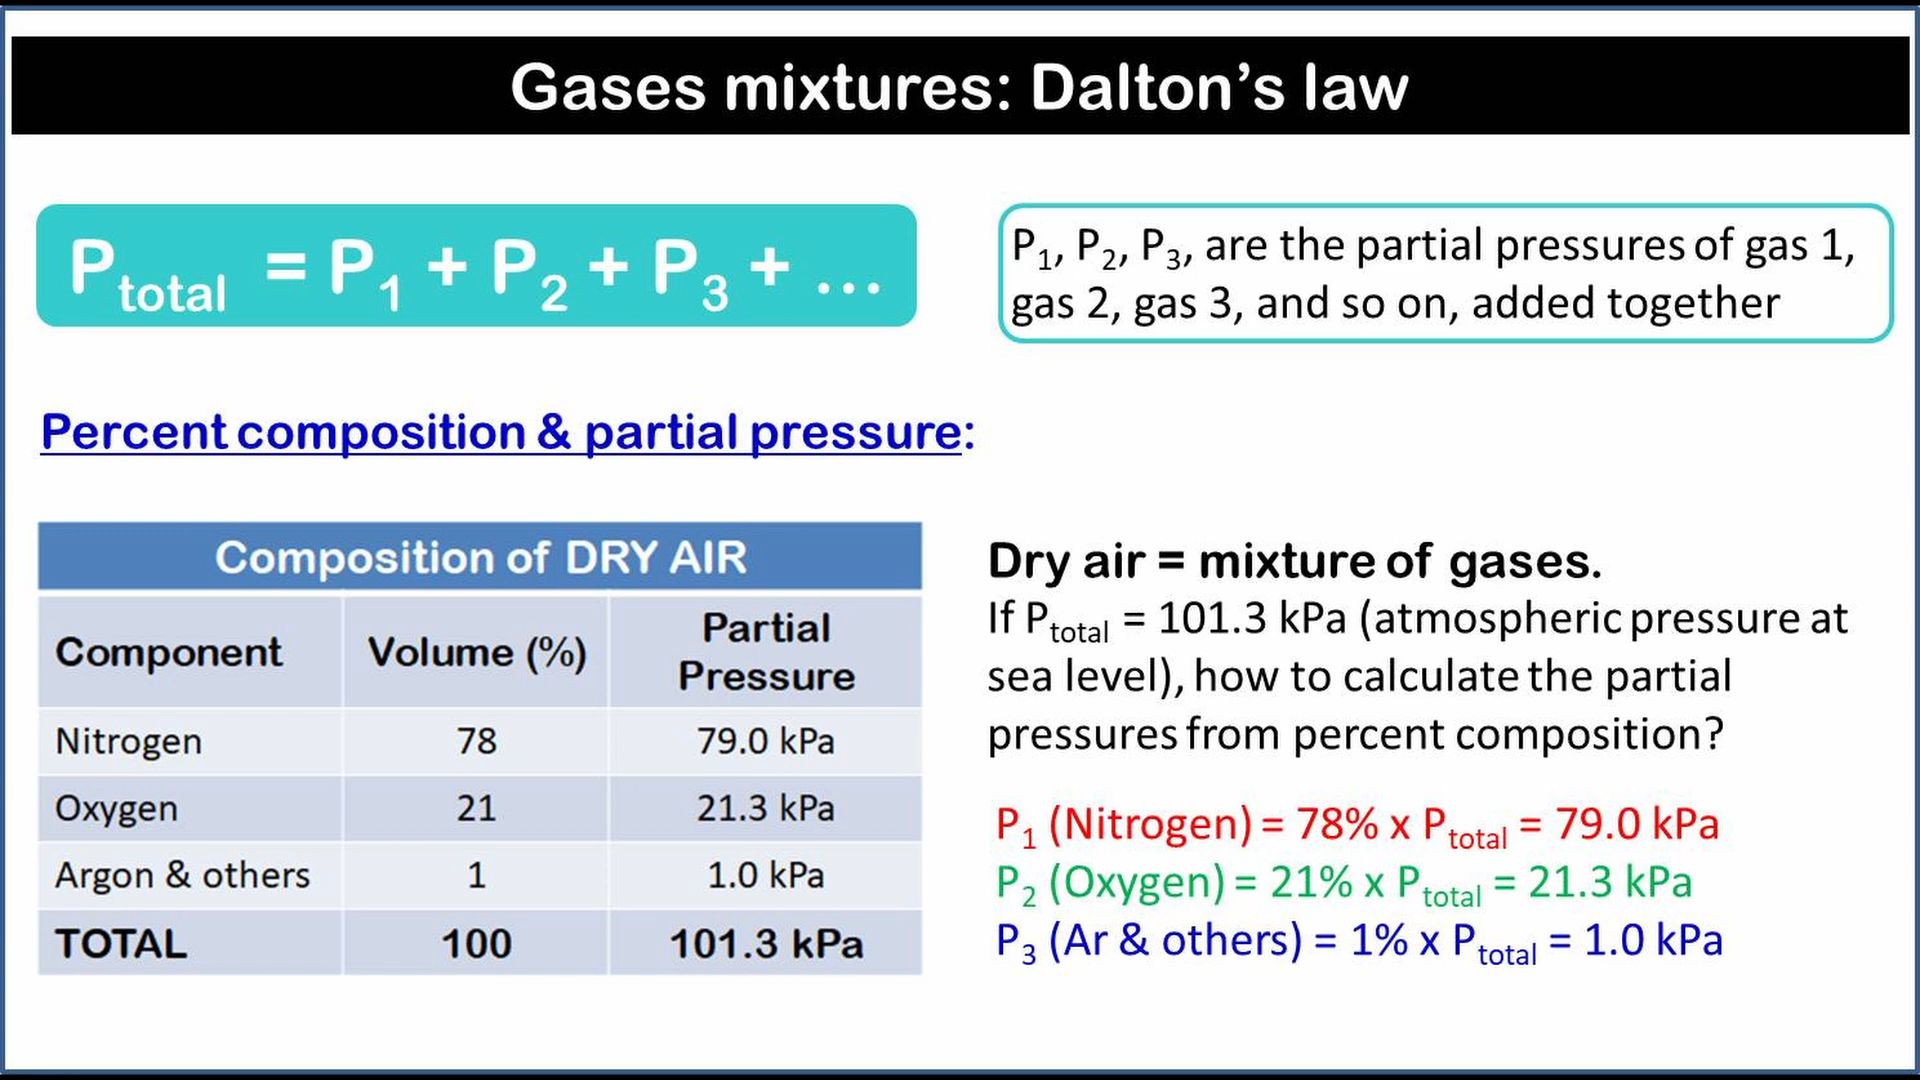 Gases mixtures: Dalton’s law
P₁, P₂, P₃, are the partial pressures of gas 1,
P_total = P₁ + P₂ + P₃ + ...
gas 2, gas 3, and so on, added together
Percent composition & partial pressure:
Composition of DRY AIR
Component Volume (%) Partial Pressure
Nitrogen 78 79.0 kPa
Oxygen 21 21.3 kPa
Argon & others 1 1.0 kPa
TOTAL 100 101.3 kPa
Dry air = mixture of gases.
If P_total = 101.3 kPa (atmospheric pressure at
sea level), how to calculate the partial
pressures from percent composition?
P₁ (Nitrogen) = 78% x P_total = 79.0 kPa
P₂ (Oxygen) = 21% x P_total = 21.3 kPa
P₃ (Ar & others) = 1% x P_total = 1.0 kPa